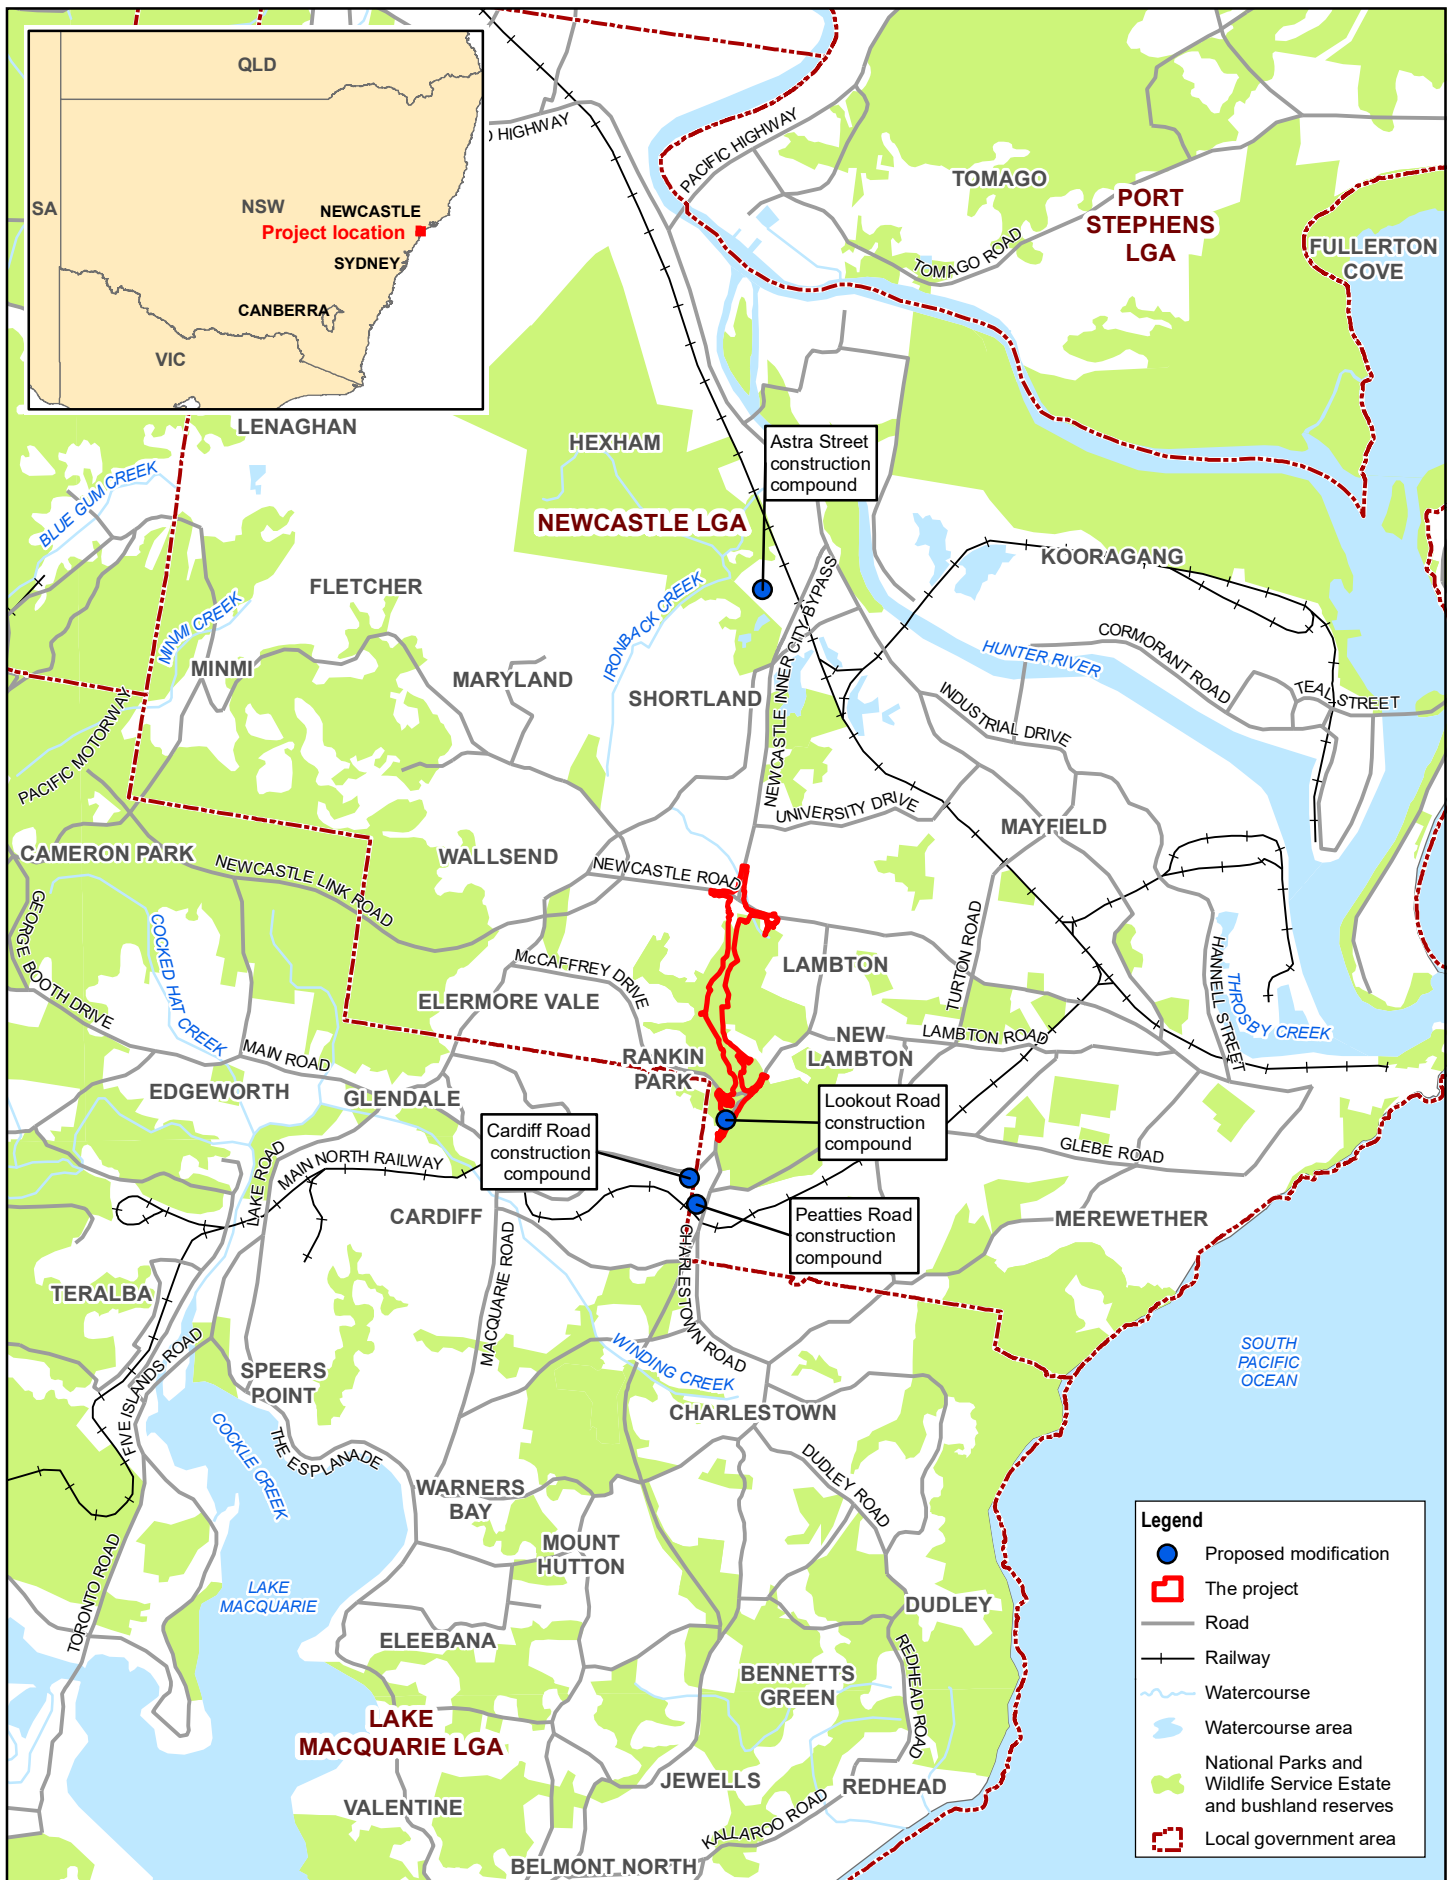 QLD
SA
NSW
NEWCASTLE
Project location
SYDNEY
CANBERRA
VIC
HIGHWAY
PACIFIC HIGHWAY
TOMAGO
PORT
STEPHENS
LGA
FULLERTON
COVE
TOMAGO ROAD
LENAGHAN
HEXHAM
Astra Street
construction
compound
BLUE GUM CREEK
NEWCASTLE LGA
KOORAGANG
FLETCHER
MINMI CREEK
IRONBACK CREEK
NEWCASTLE INNER CITY BYPASS
HUNTER RIVER
CORMORANT ROAD
TEAL STREET
MINMI
MARYLAND
SHORTLAND
INDUSTRIAL DRIVE
PACIFIC MOTORWAY
UNIVERSITY DRIVE
MAYFIELD
CAMERON PARK
NEWCASTLE LINK ROAD
WALLSEND
NEWCASTLE ROAD
GEORGE BOOTH DRIVE
COCKED HAT CREEK
McCAFFREY DRIVE
LAMBTON
TURTON ROAD
HANNELL STREET
THROSBY CREEK
ELERMORE VALE
NEW
LAMBTON
LAMBTON ROAD
MAIN ROAD
RANKIN
PARK
EDGEWORTH
GLENDALE
Lookout Road
construction
compound
Cardiff Road
construction
compound
GLEBE ROAD
LAKE ROAD
MAIN NORTH RAILWAY
CARDIFF
Peatties Road
construction
compound
MEREWETHER
MACQUARIE ROAD
CHARLESTOWN ROAD
TERALBA
FIVE ISLANDS ROAD
SPEERS
POINT
WINDING CREEK
SOUTH
PACIFIC
OCEAN
CHARLESTOWN
COCKLE CREEK
THE ESPLANADE
DUDLEY ROAD
WARNERS
BAY
MOUNT
HUTTON
TORONTO ROAD
LAKE
MACQUARIE
DUDLEY
ELEEBANA
REDHEAD ROAD
BENNETTS
GREEN
LAKE
MACQUARIE LGA
JEWELLS
REDHEAD
VALENTINE
KALLAROO ROAD
BELMONT NORTH
Legend
Proposed modification
The project
Road
Railway
Watercourse
Watercourse area
National Parks and
Wildlife Service Estate
and bushland reserves
Local government area